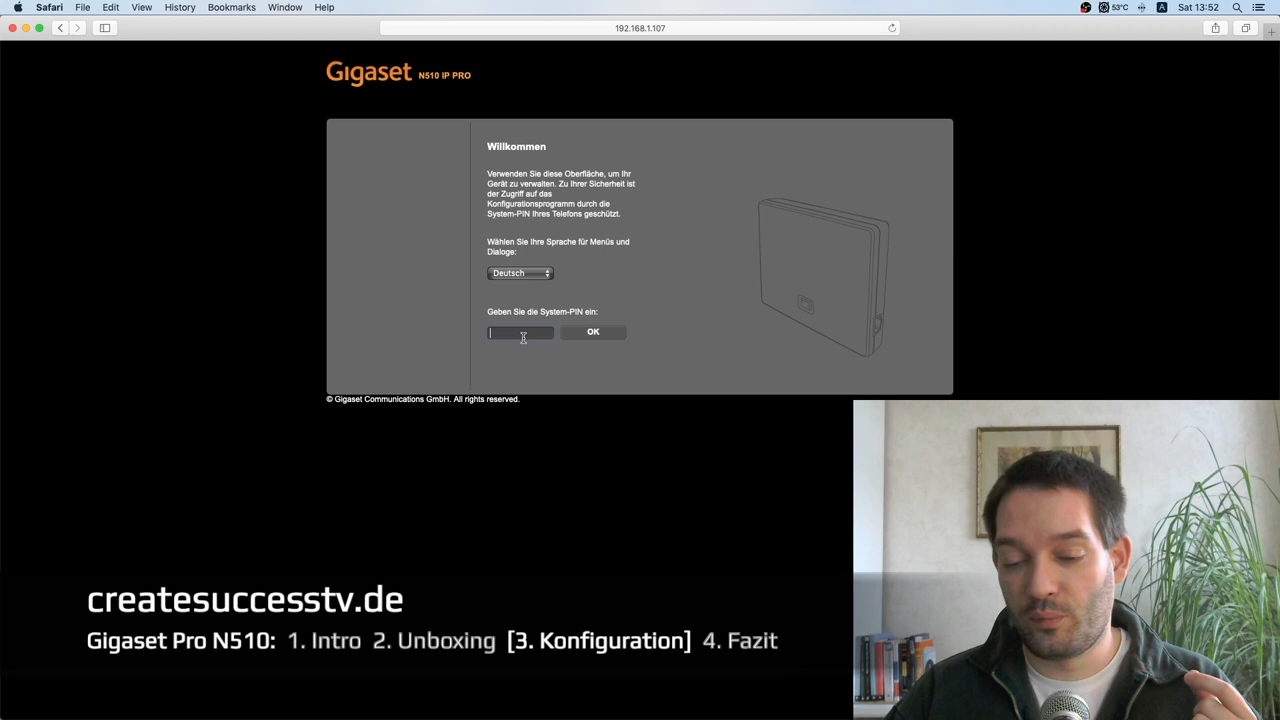 Safari File Edit View History Bookmarks Window Help 53°C A Sat 13:52
192.168.1.107
Gigaset N510 IP PRO
Willkommen
Verwenden Sie diese Oberfläche, um Ihr
Gerät zu verwalten. Zu Ihrer Sicherheit ist
der Zugriff auf das
Konfigurationsprogramm durch die
System-PIN Ihres Telefons geschützt.
Wählen Sie Ihre Sprache für Menüs und
Dialoge:
Deutsch
Geben Sie die System-PIN ein:
OK
© Gigaset Communications GmbH. All rights reserved.
createsuccesstv.de
Gigaset Pro N510: 1. Intro 2. Unboxing [3. Konfiguration] 4. Fazit